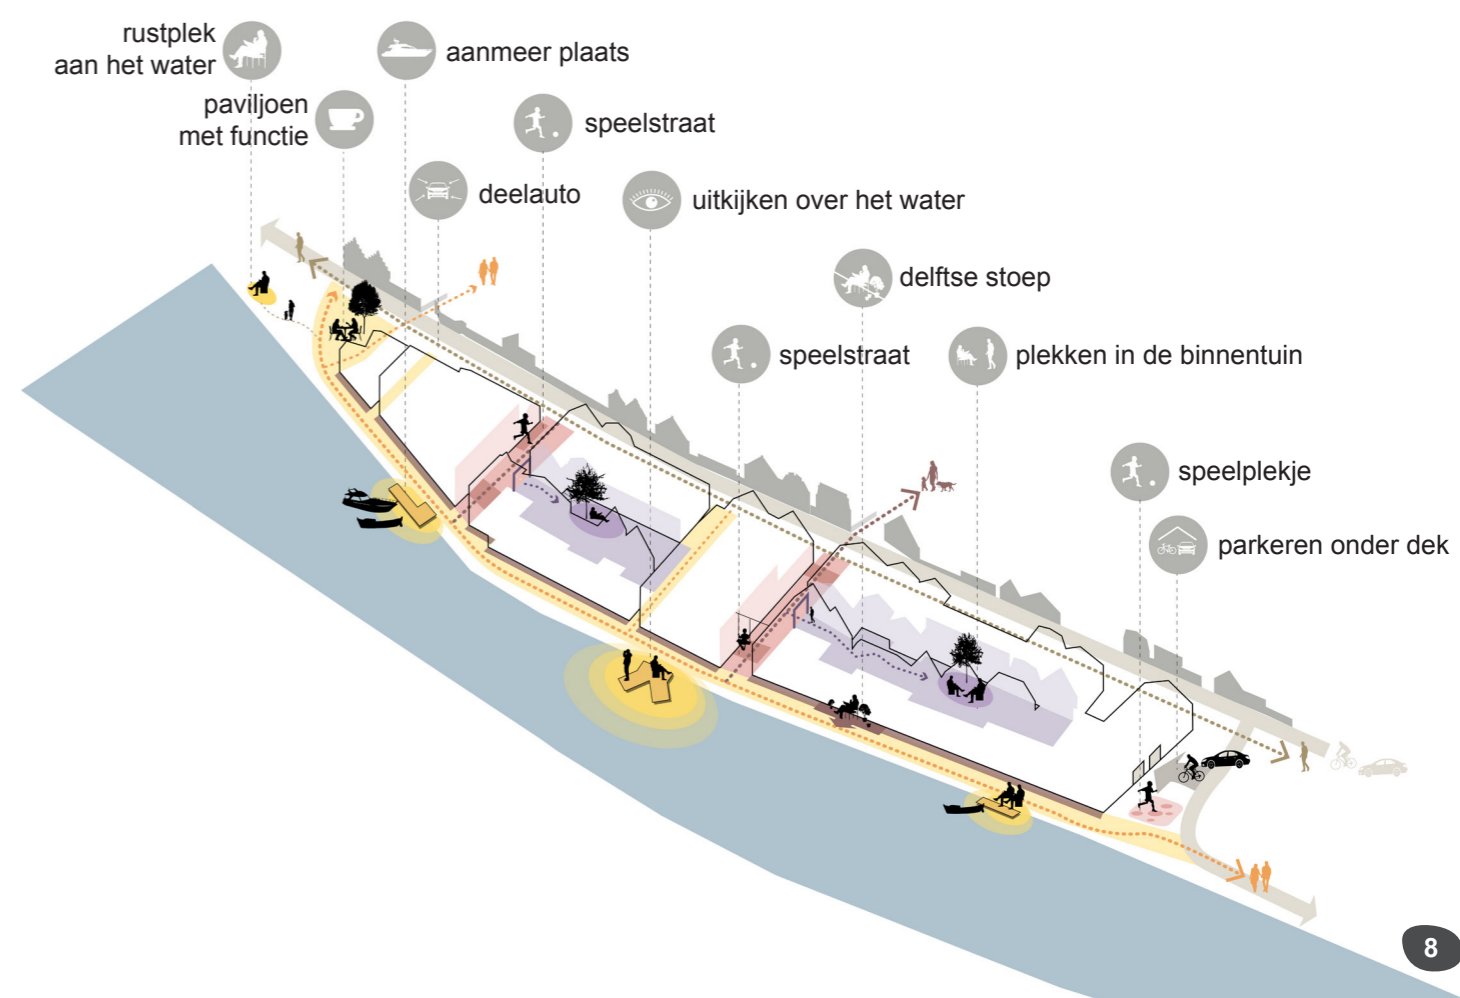 rustplek
aan het water
aanmeer plaats
paviljoen
met functie
speelstraat
deelauto
uitkijken over het water
delftse stoep
speelstraat
plekken in de binnentuin
speelplekje
parkeren onder dek
8